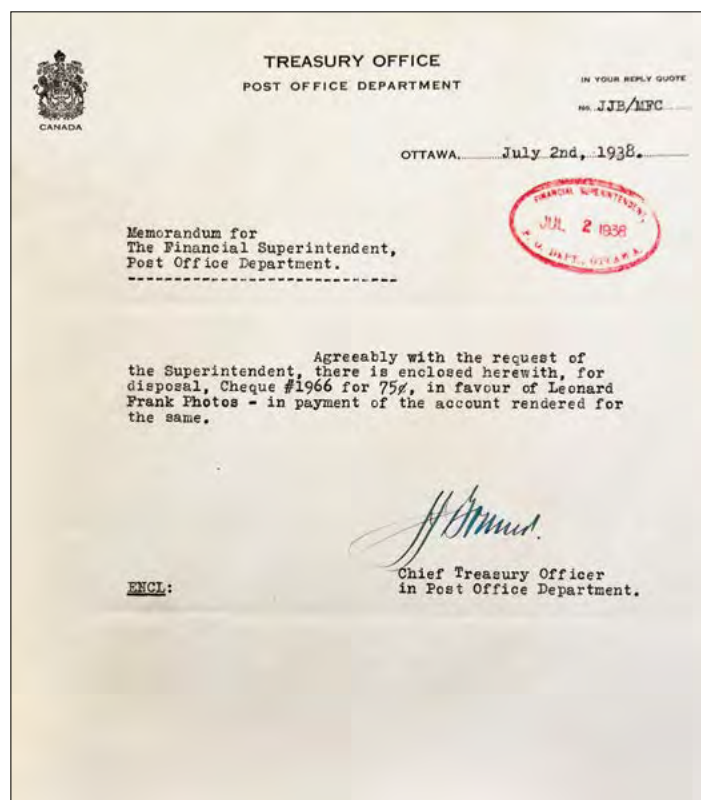 TREASURY OFFICE
POST OFFICE DEPARTMENT
CANADA
IN YOUR REPLY QUOTE
No. JJB/MFC
OTTAWA, July 2nd, 1938.
FINANCIAL SUPERINTENDENT,
JUL 2 1938
P. O. DEPT., OTTAWA.
Memorandum for
The Financial Superintendent,
Post Office Department.
-------------------------------
Agreeably with the request of
the Superintendent, there is enclosed herewith, for
disposal, Cheque #1966 for 75¢, in favour of Leonard
Frank Photos - in payment of the account rendered for
the same.
Chief Treasury Officer
in Post Office Department.
ENCL: